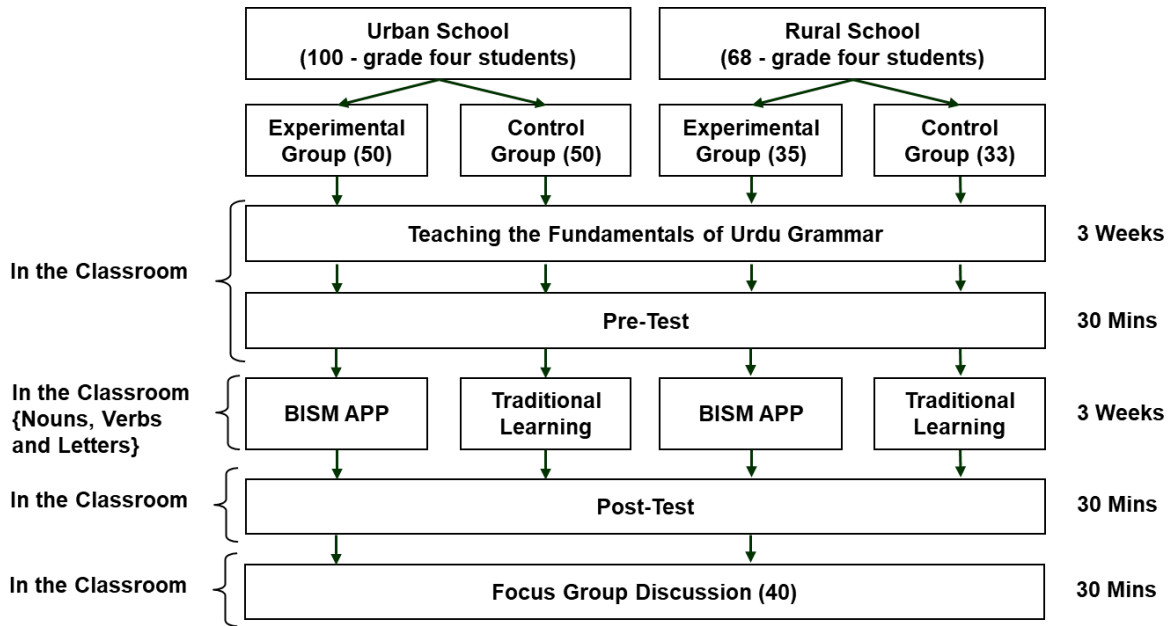 Urban School
(100 - grade four students)
Rural School
(68 - grade four students)
Experimental
Group (50)
Control
Group (50)
Experimental
Group (35)
Control
Group (33)
In the Classroom
Teaching the Fundamentals of Urdu Grammar
3 Weeks
Pre-Test
30 Mins
In the Classroom
{Nouns, Verbs
and Letters}
BISM APP
Traditional
Learning
BISM APP
Traditional
Learning
3 Weeks
In the Classroom
Post-Test
30 Mins
In the Classroom
Focus Group Discussion (40)
30 Mins